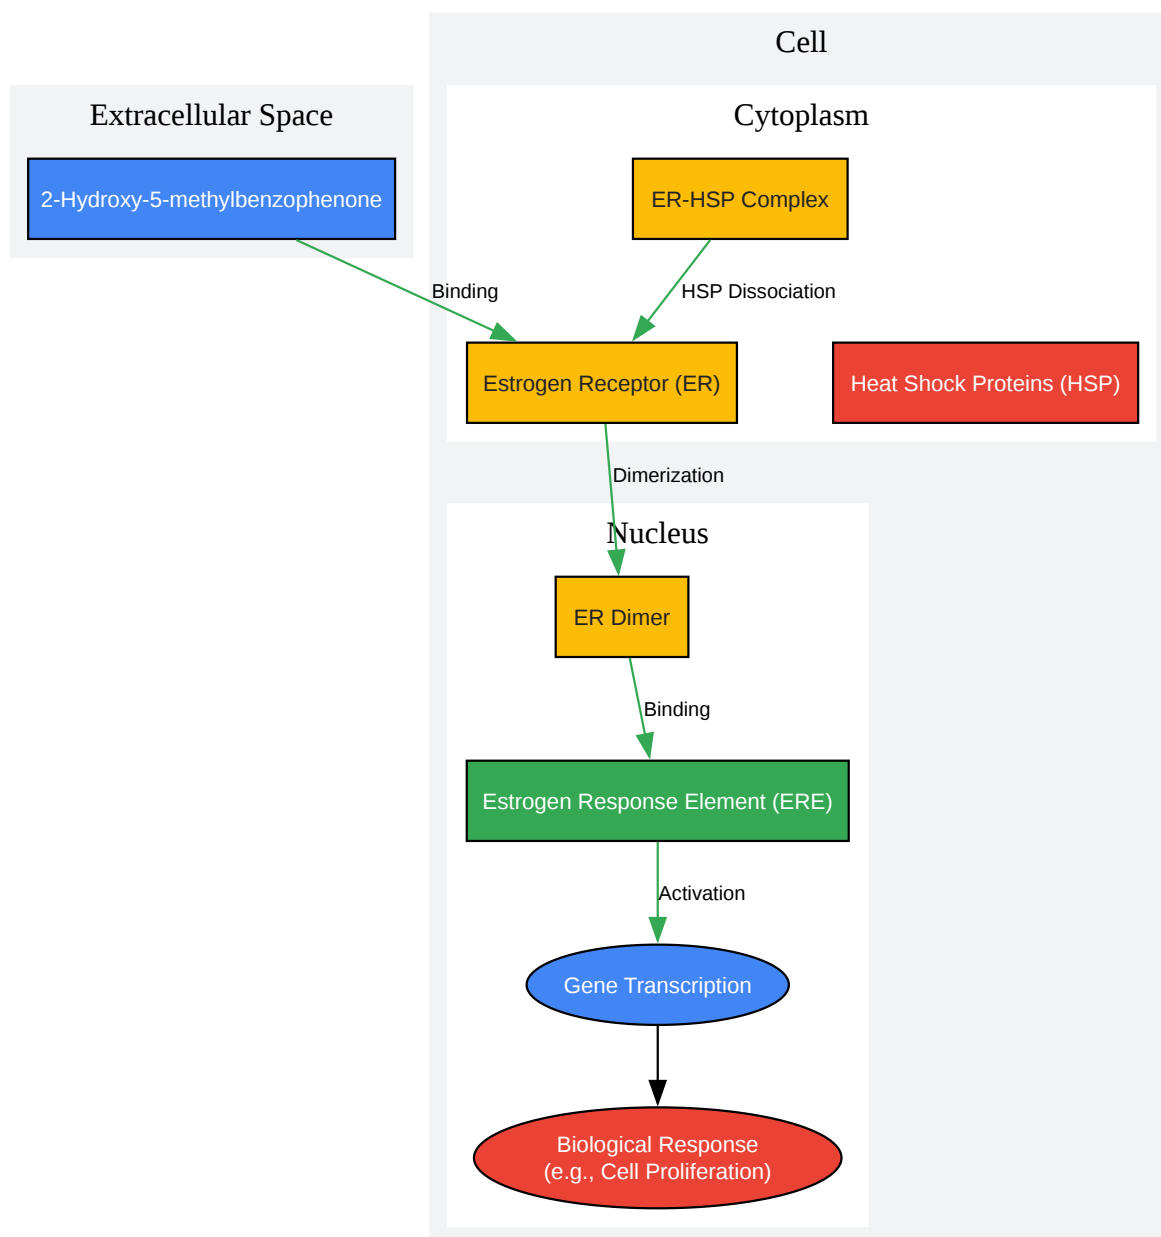 Cell
Extracellular Space
Cytoplasm
2-Hydroxy-5-methylbenzophenone
ER-HSP Complex
Binding
HSP Dissociation
Estrogen Receptor (ER)
Heat Shock Proteins (HSP)
Dimerization
Nucleus
ER Dimer
Binding
Estrogen Response Element (ERE)
Activation
Gene Transcription
Biological Response
(e.g., Cell Proliferation)